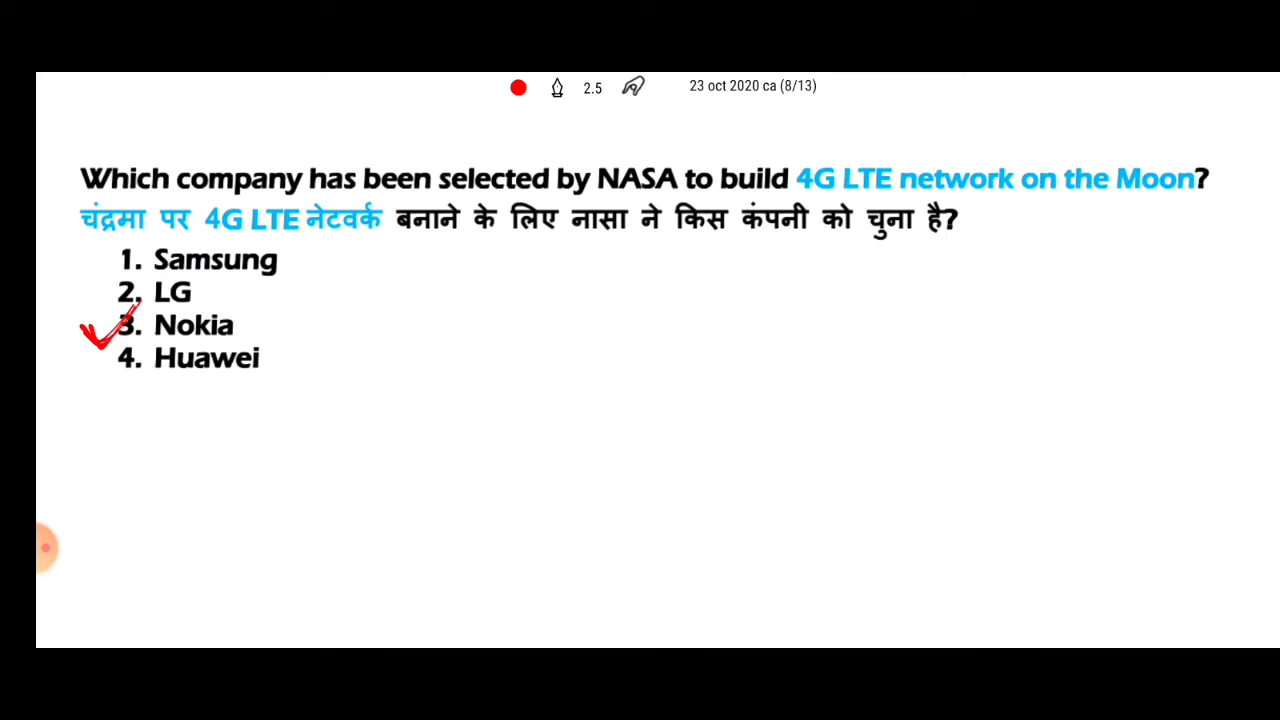 2.5 23 oct 2020 ca (8/13)
Which company has been selected by NASA to build 4G LTE network on the Moon?
चंद्रमा पर 4G LTE नेटवर्क बनाने के लिए नासा ने किस कंपनी को चुना है?
1. Samsung
2. LG
3. Nokia
4. Huawei